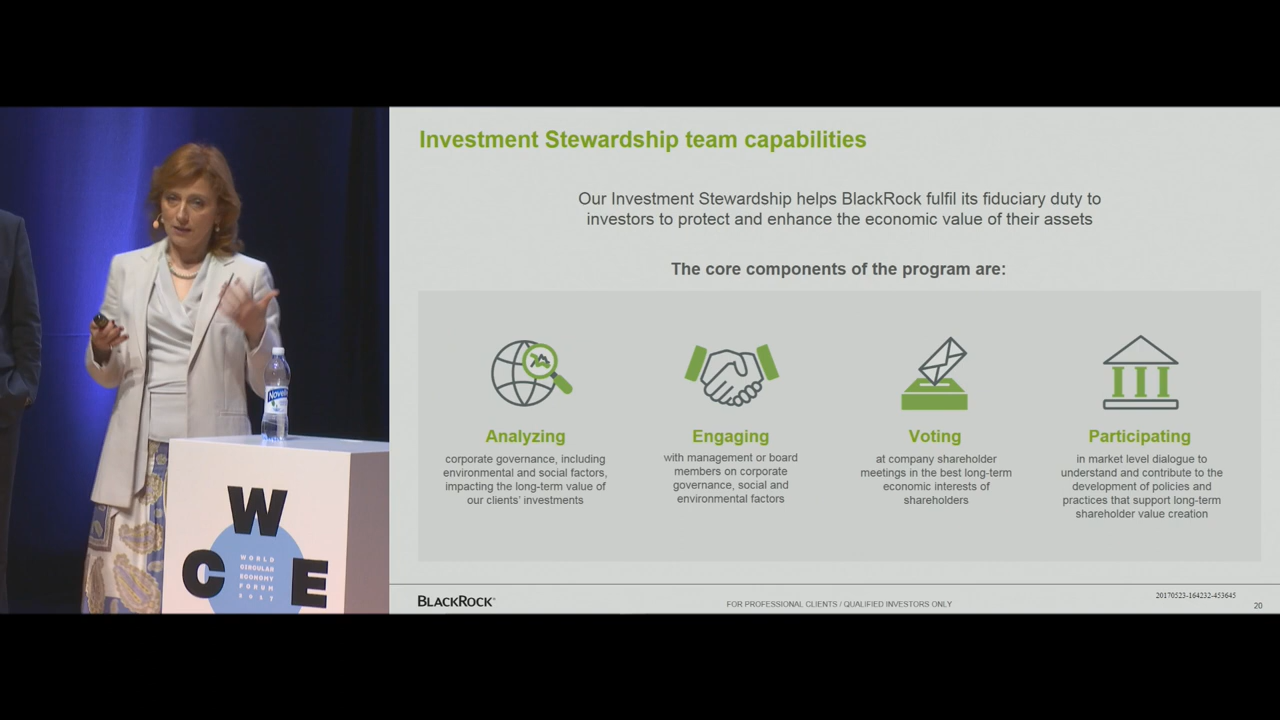 Investment Stewardship team capabilities
Our Investment Stewardship helps BlackRock fulfil its fiduciary duty to
investors to protect and enhance the economic value of their assets
The core components of the program are:
Analyzing
corporate governance, including
environmental and social factors,
impacting the long-term value of
our clients' investments
Engaging
with management or board
members on corporate
governance, social and
environmental factors
Voting
at company shareholder
meetings in the best long-term
economic interests of
shareholders
Participating
in market level dialogue to
understand and contribute to the
development of policies and
practices that support long-term
shareholder value creation
BLACKROCK
FOR PROFESSIONAL CLIENTS / QUALIFIED INVESTORS ONLY
20170523-164232-453645
20
W
C E
WORLD
CIRCULAR
ECONOMY
FORUM
2017